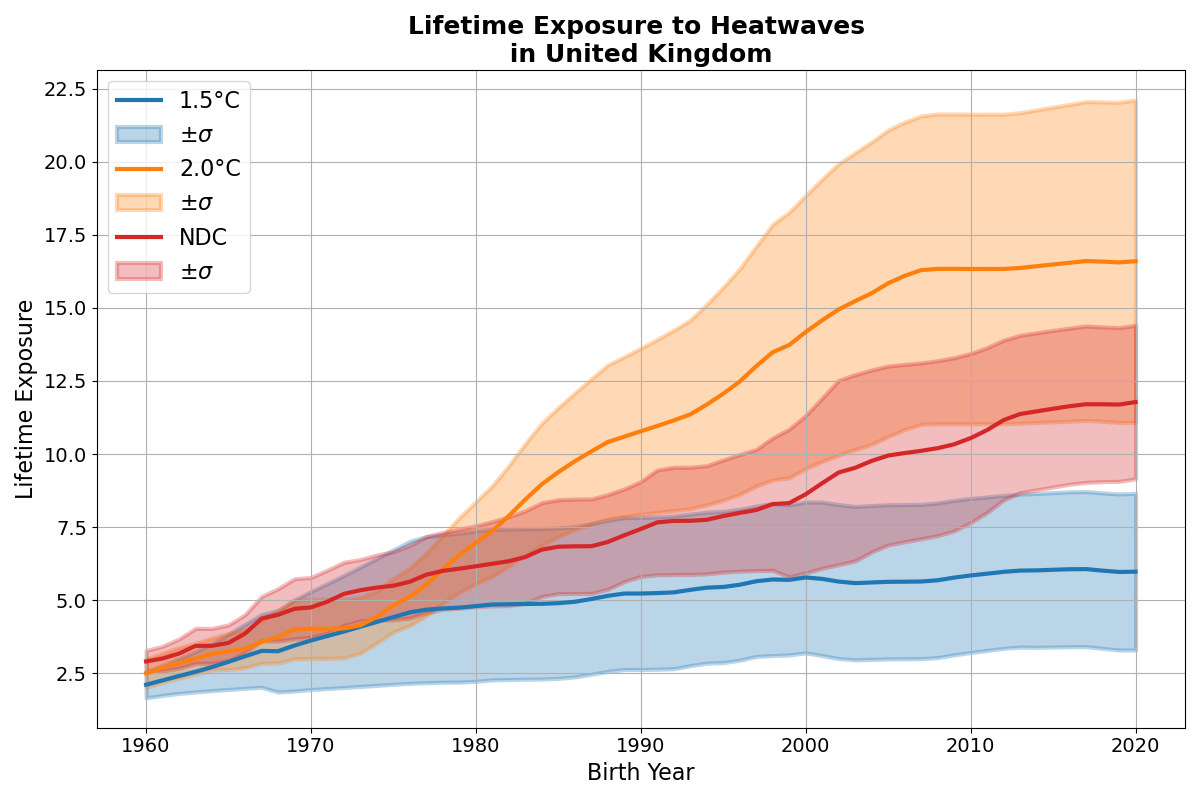 Lifetime Exposure to Heatwaves
in United Kingdom
1.5°C
±σ
2.0°C
±σ
NDC
±σ
Lifetime Exposure
22.5
20.0
17.5
15.0
12.5
10.0
7.5
5.0
2.5
1960 1970 1980 1990 2000 2010 2020
Birth Year